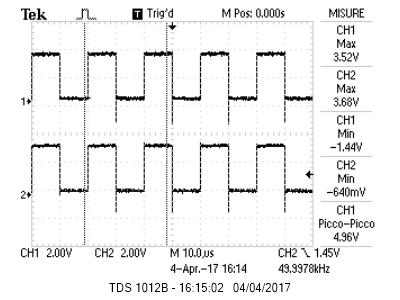 Tek T Trig'd M Pos: 0.000s MISURE
CH1
Max
3.52V
CH2
Max
3.68V
1
CH1
Min
-1.44V
CH2
Min
-640mV
2
CH1
Picco-Picco
4.96V
CH1 2.00V CH2 2.00V M 10.0µs CH2 1.45V
4-Apr.-17 16:14 49.9978kHz
TDS 1012B - 16:15:02 04/04/2017